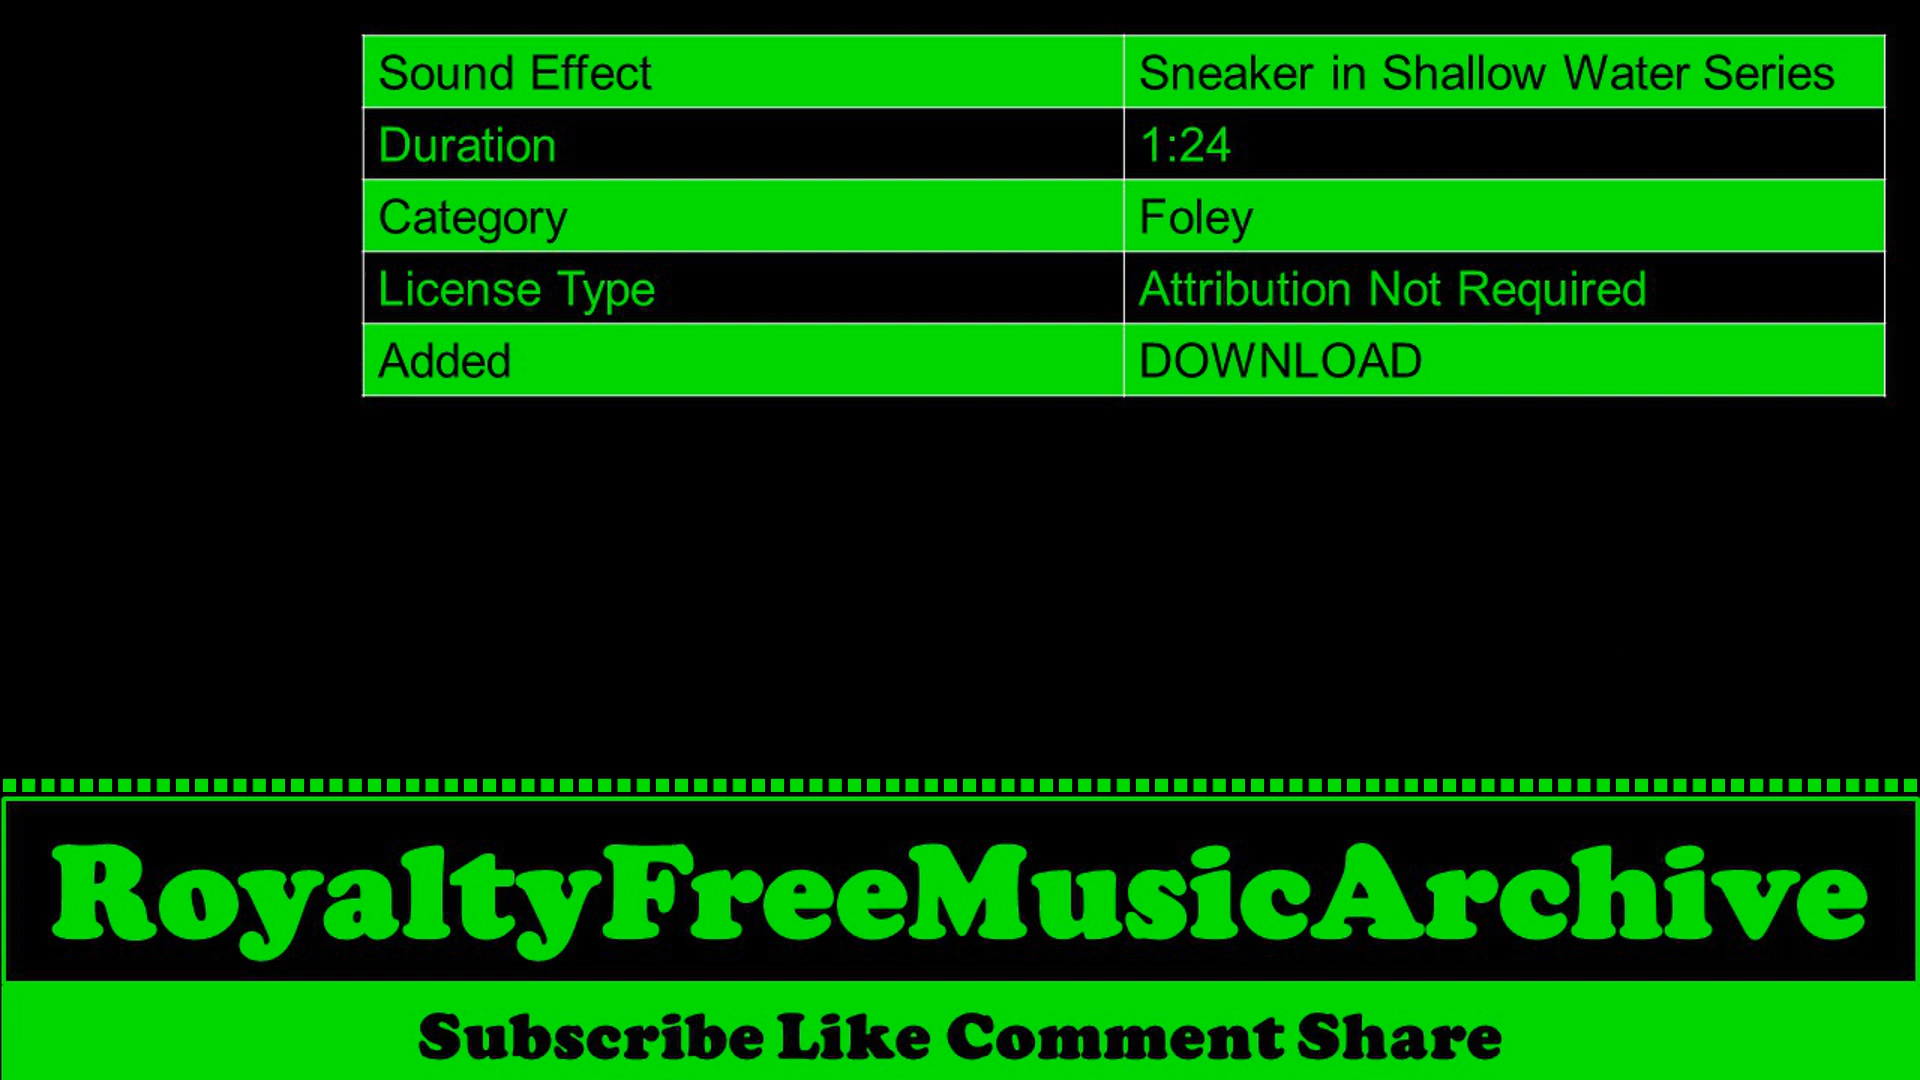 Sound Effect Sneaker in Shallow Water Series
Duration 1:24
Category Foley
License Type Attribution Not Required
Added DOWNLOAD
RoyaltyFreeMusicArchive
Subscribe Like Comment Share